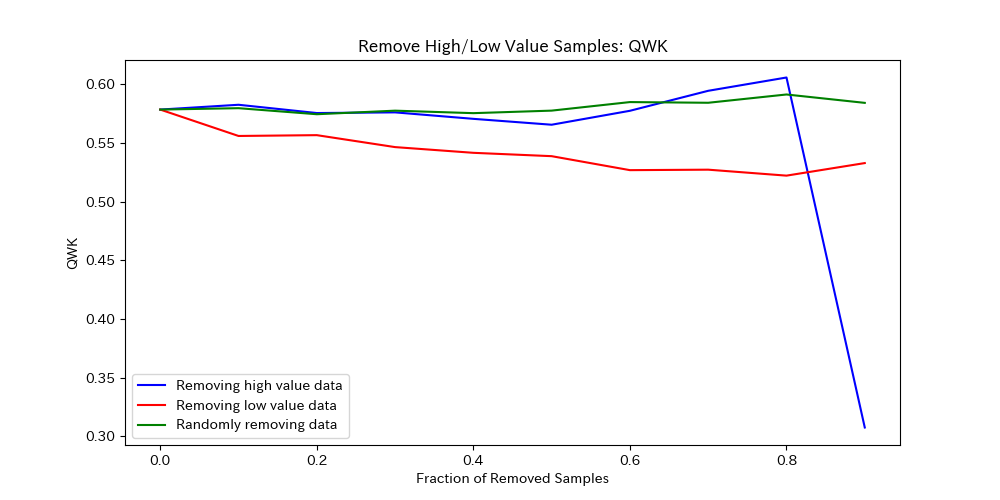 Remove High/Low Value Samples: QWK
QWK
0.60
0.55
0.50
0.45
0.40
0.35
0.30
Removing high value data
Removing low value data
Randomly removing data
0.0 0.2 0.4 0.6 0.8
Fraction of Removed Samples